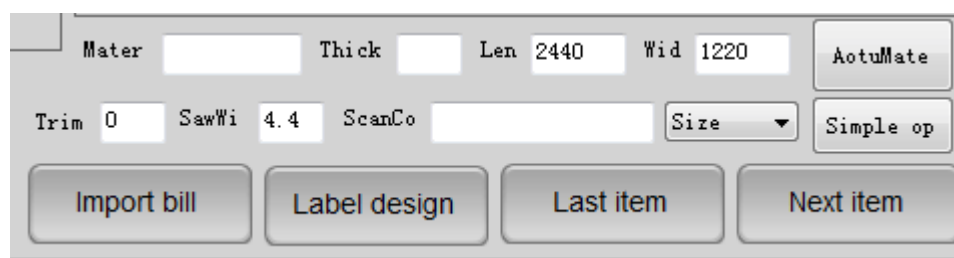 Mater Thick Len 2440 Wid 1220 AotuMate
Trim 0 SawWi 4.4 ScanCo Size Simple op
Import bill Label design Last item Next item